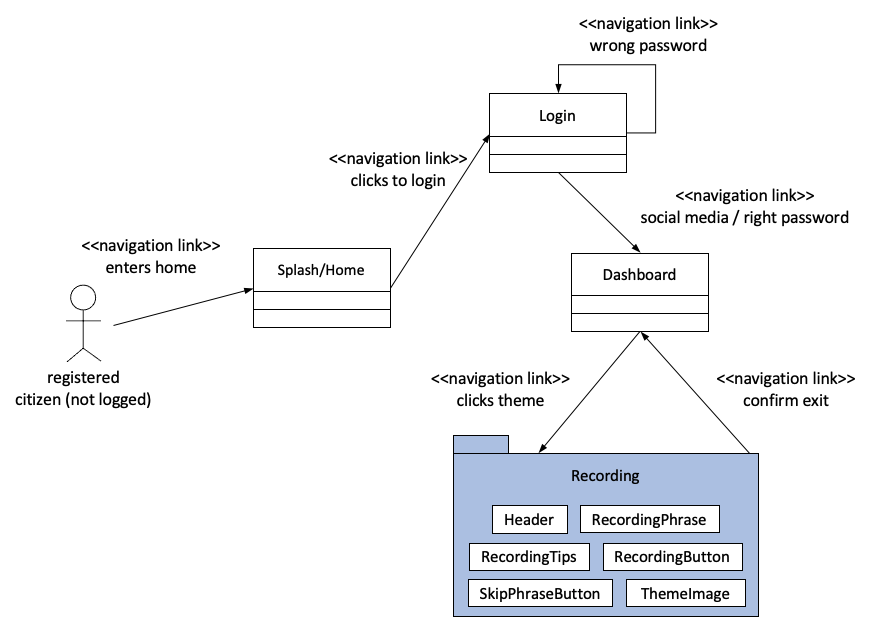 <<navigation link>>
wrong password
Login
<<navigation link>>
clicks to login
<<navigation link>>
social media / right password
<<navigation link>>
enters home
Splash/Home
Dashboard
registered
citizen (not logged)
<<navigation link>>
clicks theme
<<navigation link>>
confirm exit
Recording
Header
RecordingPhrase
RecordingTips
RecordingButton
SkipPhraseButton
ThemeImage